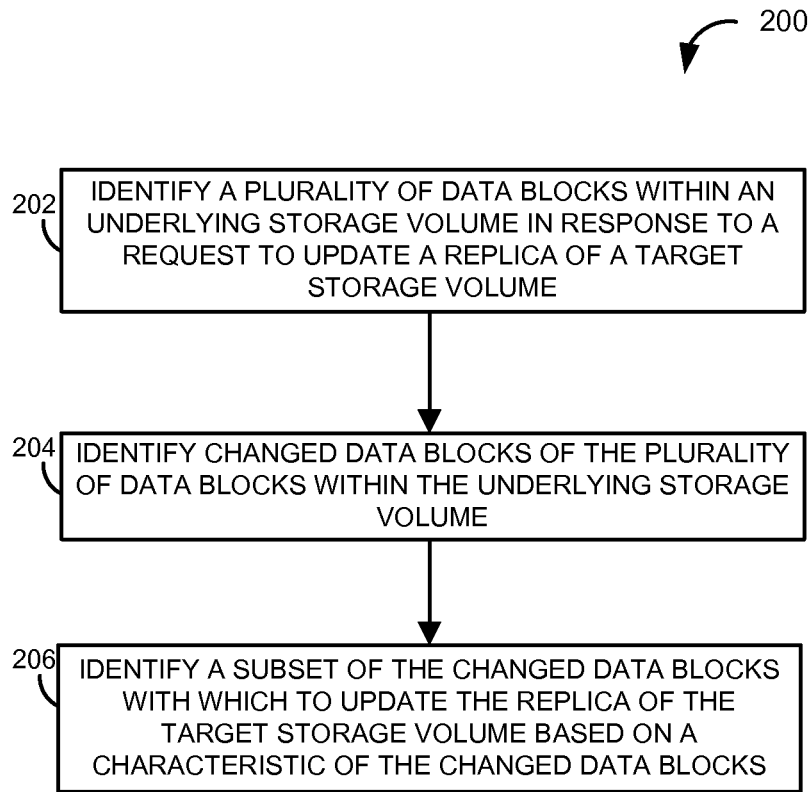 200
202
IDENTIFY A PLURALITY OF DATA BLOCKS WITHIN AN
UNDERLYING STORAGE VOLUME IN RESPONSE TO A
REQUEST TO UPDATE A REPLICA OF A TARGET
STORAGE VOLUME
204
IDENTIFY CHANGED DATA BLOCKS OF THE PLURALITY
OF DATA BLOCKS WITHIN THE UNDERLYING STORAGE
VOLUME
206
IDENTIFY A SUBSET OF THE CHANGED DATA BLOCKS
WITH WHICH TO UPDATE THE REPLICA OF THE
TARGET STORAGE VOLUME BASED ON A
CHARACTERISTIC OF THE CHANGED DATA BLOCKS